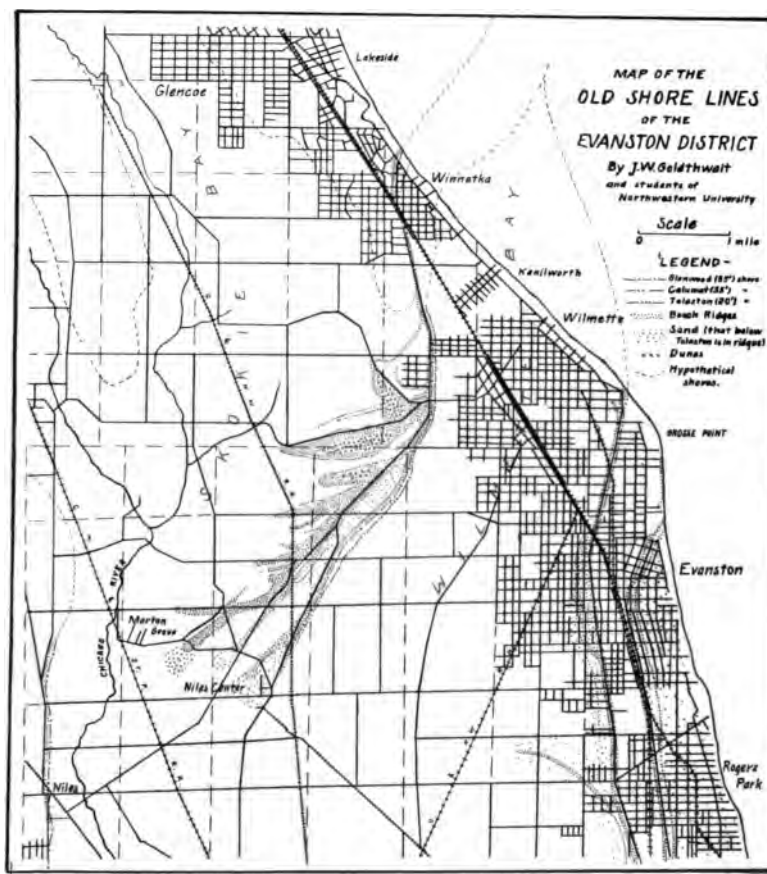 MAP OF THE
OLD SHORE LINES
OF THE
EVANSTON DISTRICT
By J.W. Goldthwait
and students of
Northwestern University
Scale
0 1 mile
LEGEND -
Glenwood (55') shore
Calumet (35') "
Toleston (20') "
Beach Ridges
Sand (that below
Toleston is in ridges)
Dunes
Hypothetical
shores.
Lakeside
Glencoe
Winnetka
BAY
SKOKIE
BAY
Kenilworth
Wilmette
GROSSE POINT
Evanston
CHICAGO
RIVER
Morton
Grove
Niles Center
Niles
Rogers
Park